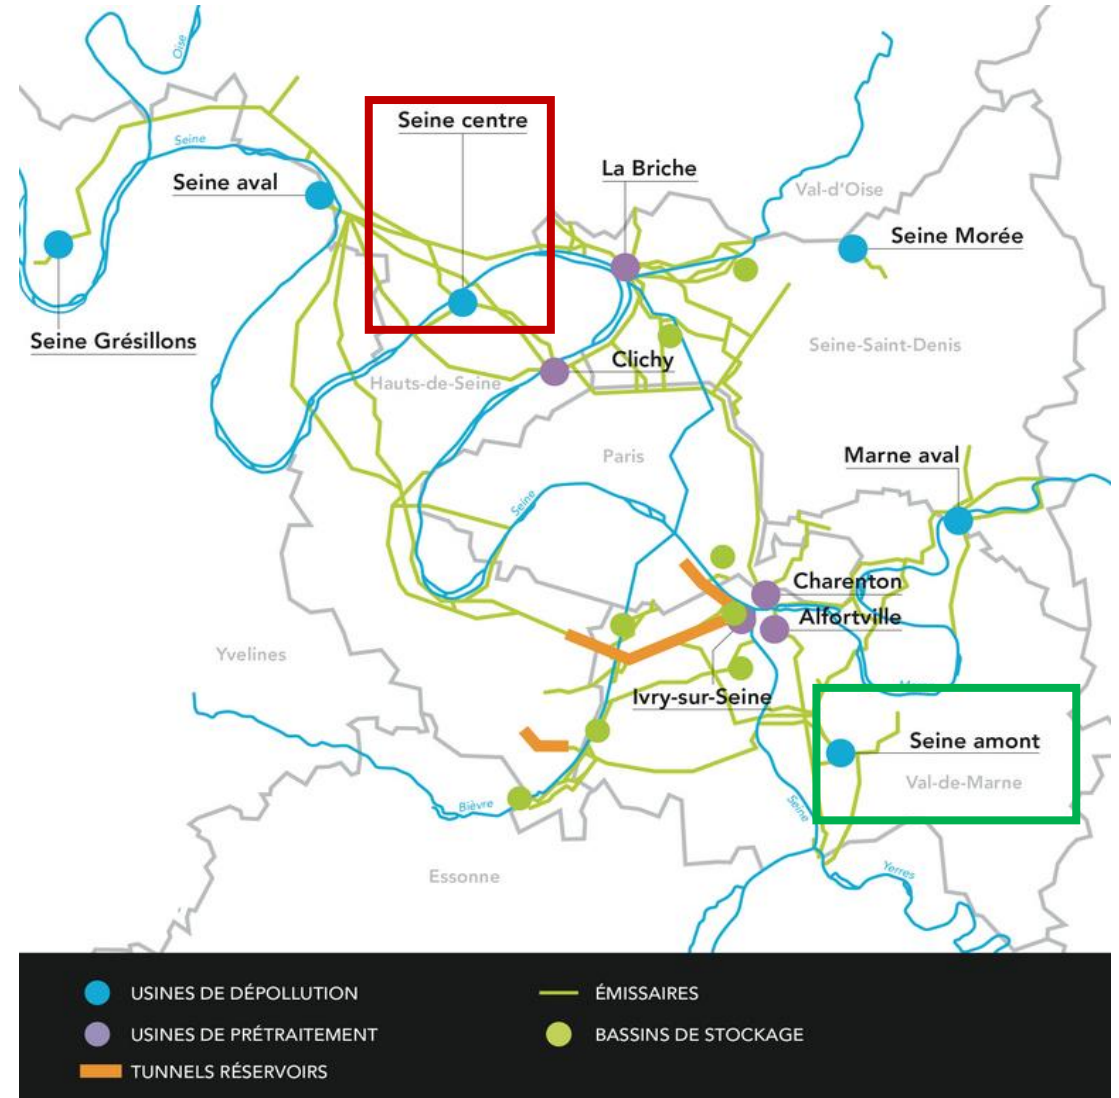 Oise
Seine centre
Seine
La Briche
Seine aval
Val-d'Oise
Seine Morée
Seine Grésillons
Seine-Saint-Denis
Clichy
Hauts-de-Seine
Paris
Marne aval
Seine
Charenton
Alfortville
Yvelines
Ivry-sur-Seine
Seine amont
Val-de-Marne
Bièvre
Seine
Essonne
Yerres
USINES DE DÉPOLLUTION
ÉMISSAIRES
USINES DE PRÉTRAITEMENT
BASSINS DE STOCKAGE
TUNNELS RÉSERVOIRS